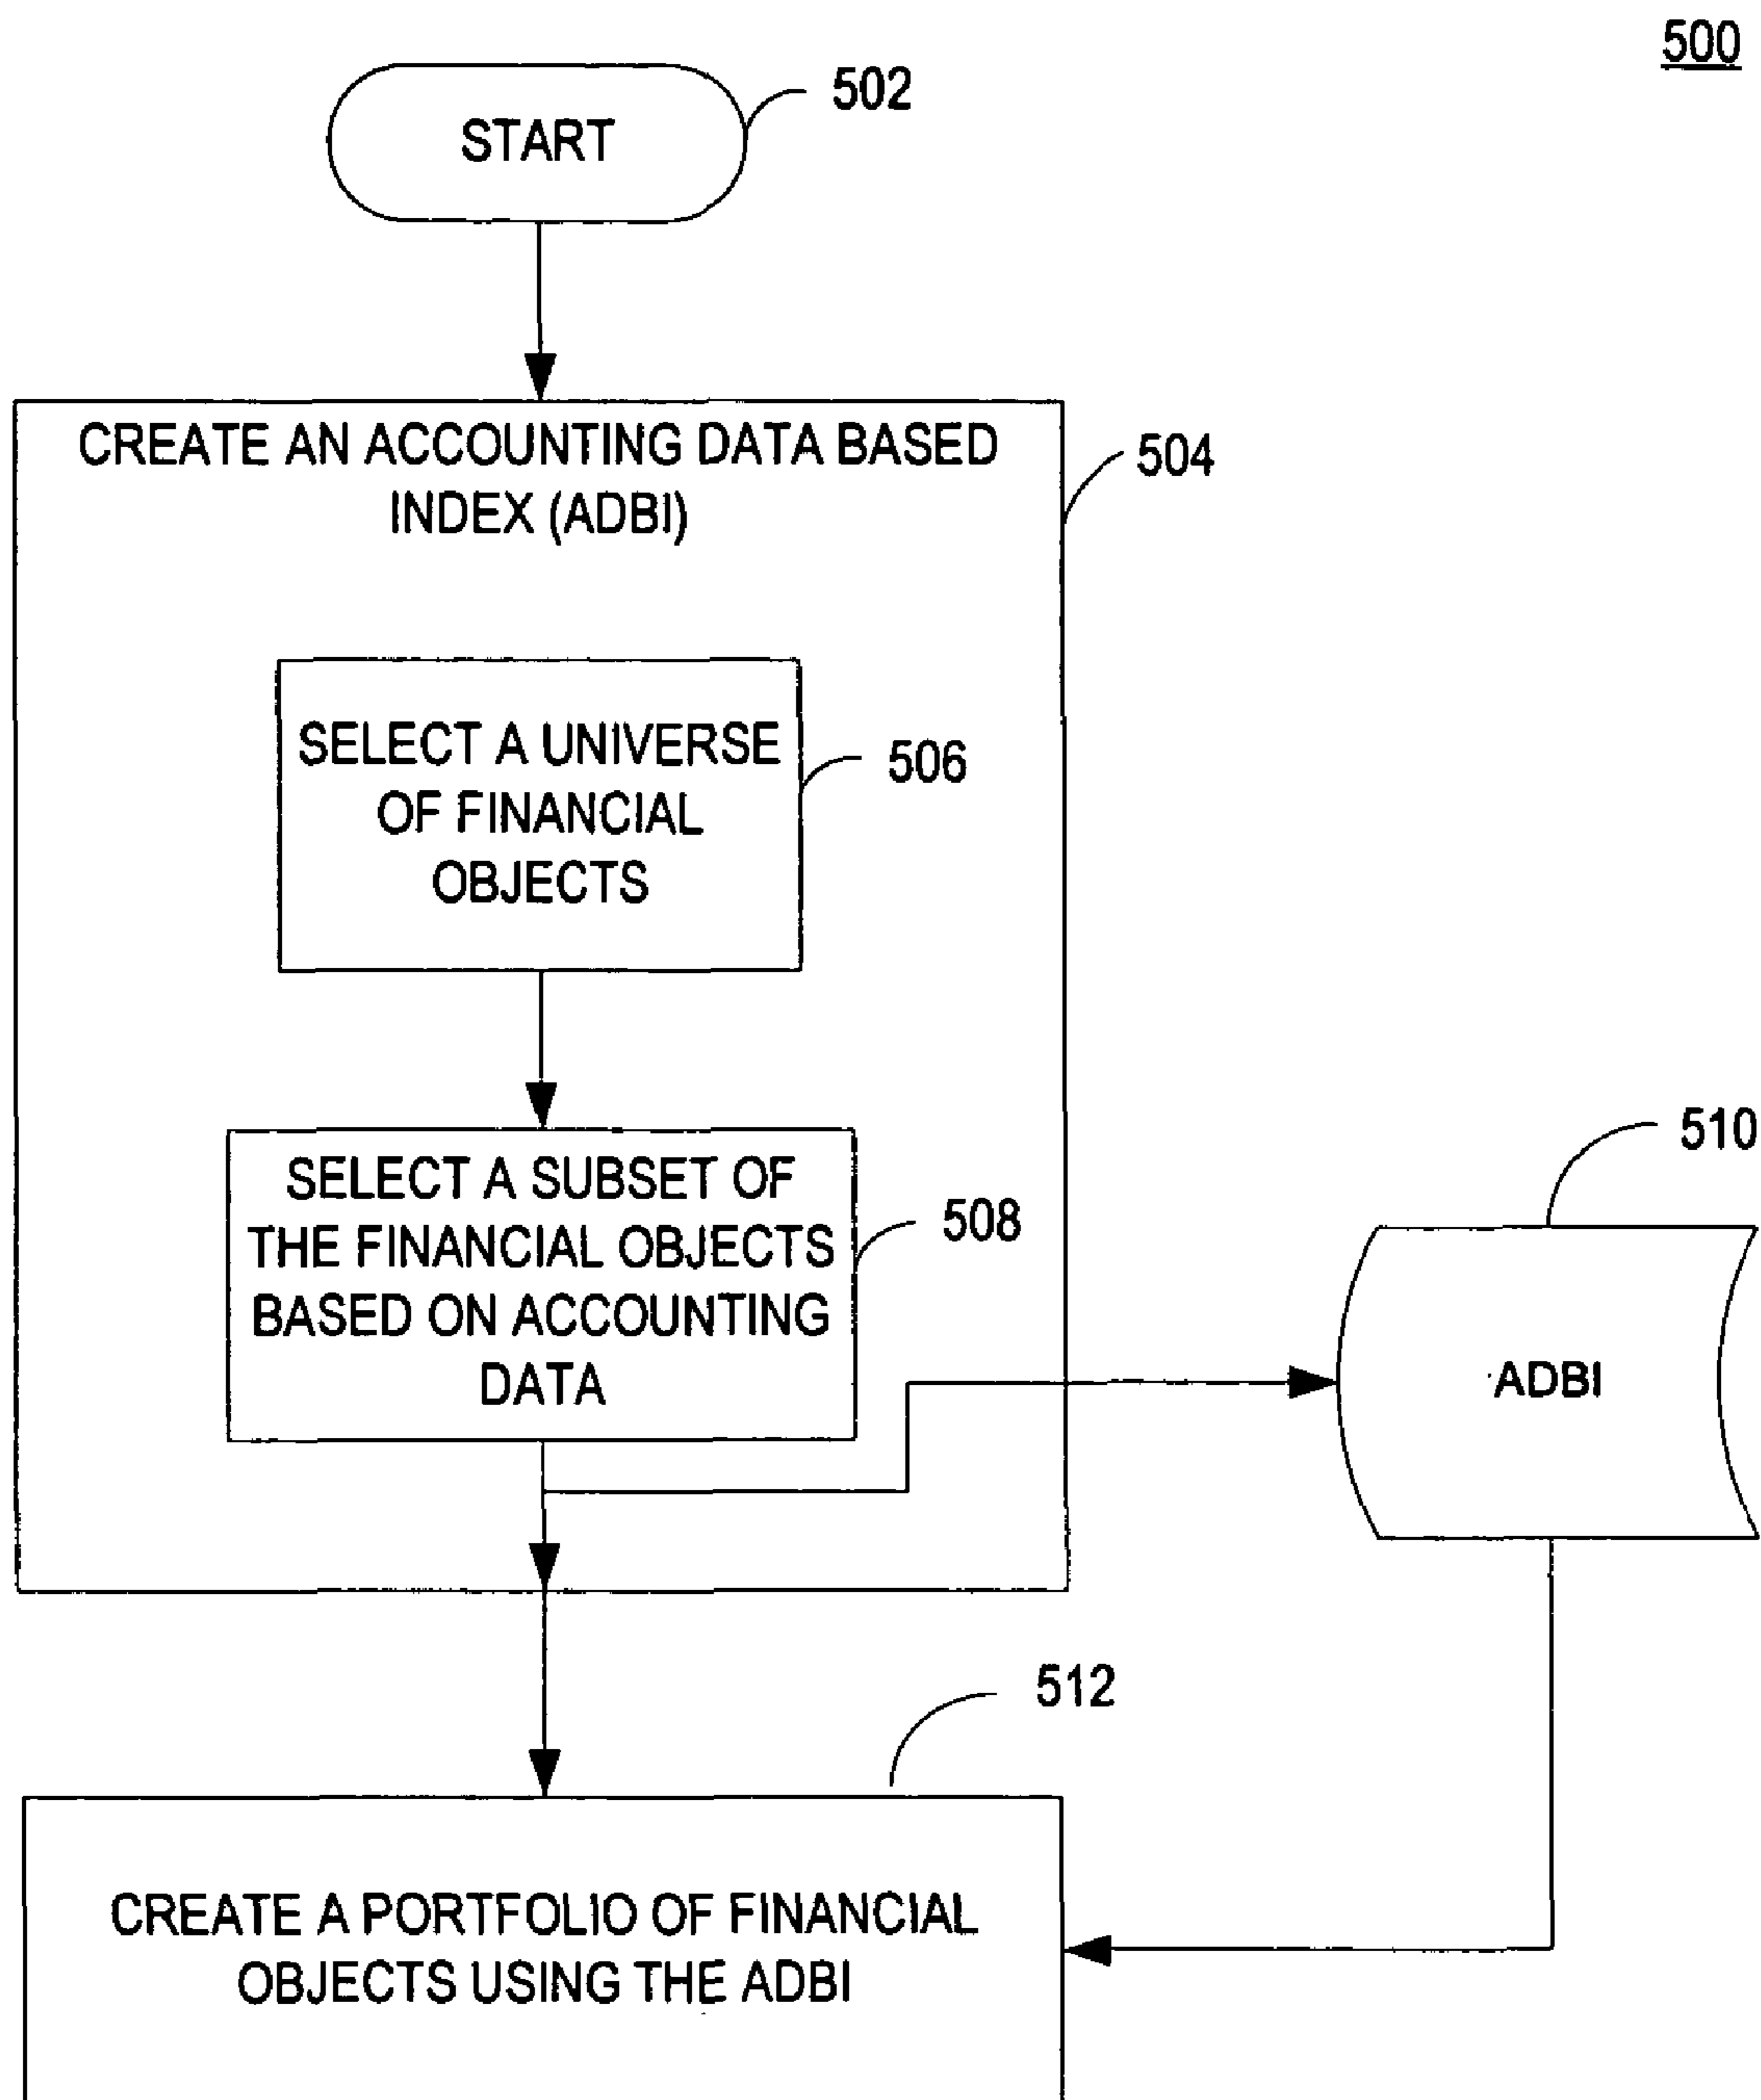 500
START
502
CREATE AN ACCOUNTING DATA BASED
INDEX (ADBI)
504
SELECT A UNIVERSE
OF FINANCIAL
OBJECTS
506
SELECT A SUBSET OF
THE FINANCIAL OBJECTS
BASED ON ACCOUNTING
DATA
508
510
ADBI
512
CREATE A PORTFOLIO OF FINANCIAL
OBJECTS USING THE ADBI